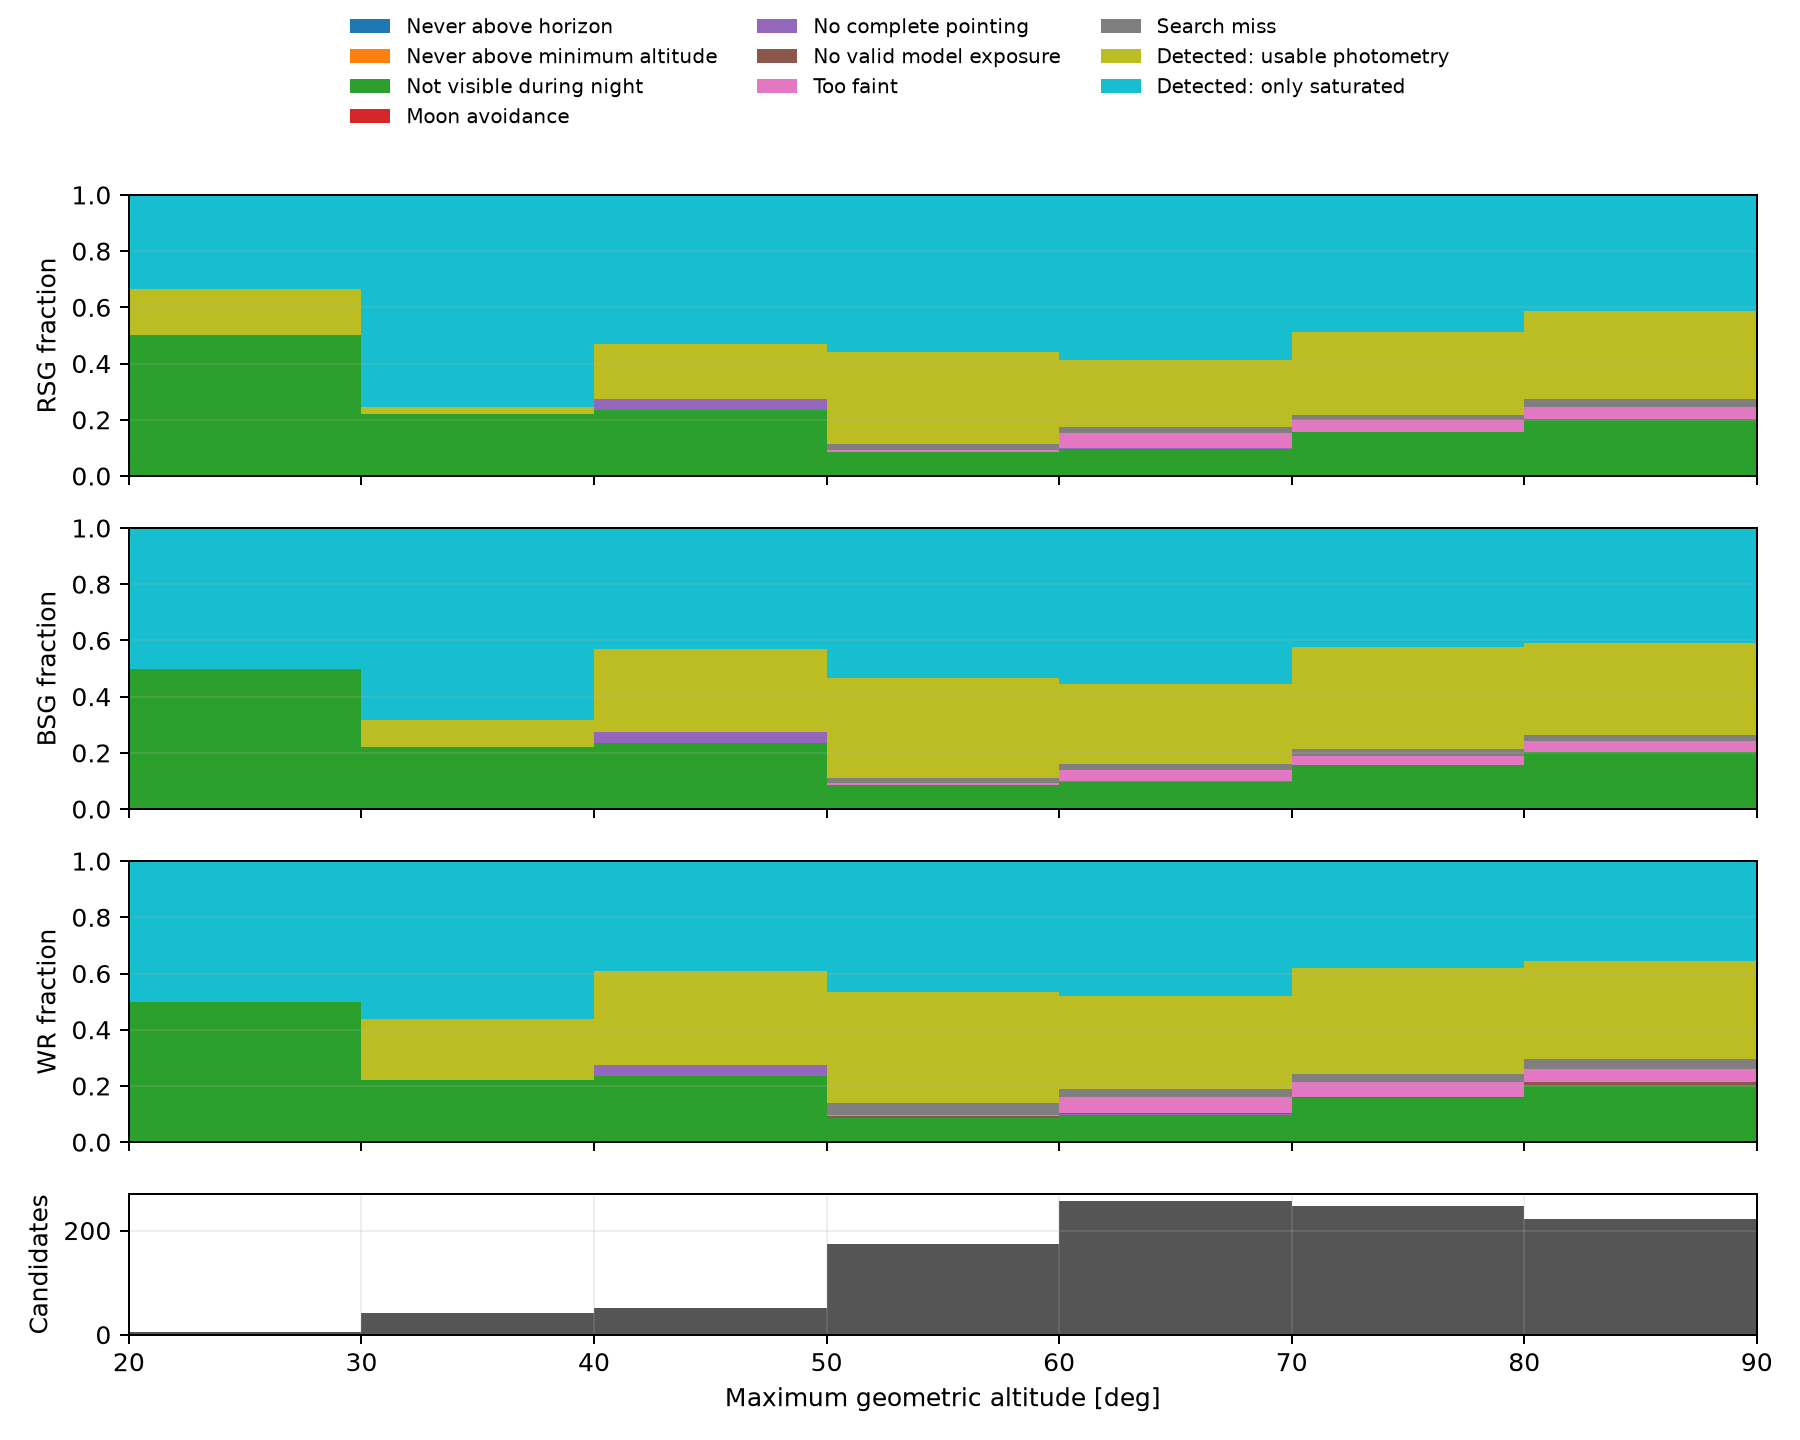 Never above horizon
Never above minimum altitude
Not visible during night
Moon avoidance
No complete pointing
No valid model exposure
Too faint
Search miss
Detected: usable photometry
Detected: only saturated
1.0
0.8
0.6
0.4
0.2
0.0
RSG fraction
1.0
0.8
0.6
0.4
0.2
0.0
BSG fraction
1.0
0.8
0.6
0.4
0.2
0.0
WR fraction
200
0
Candidates
20 30 40 50 60 70 80 90
Maximum geometric altitude [deg]